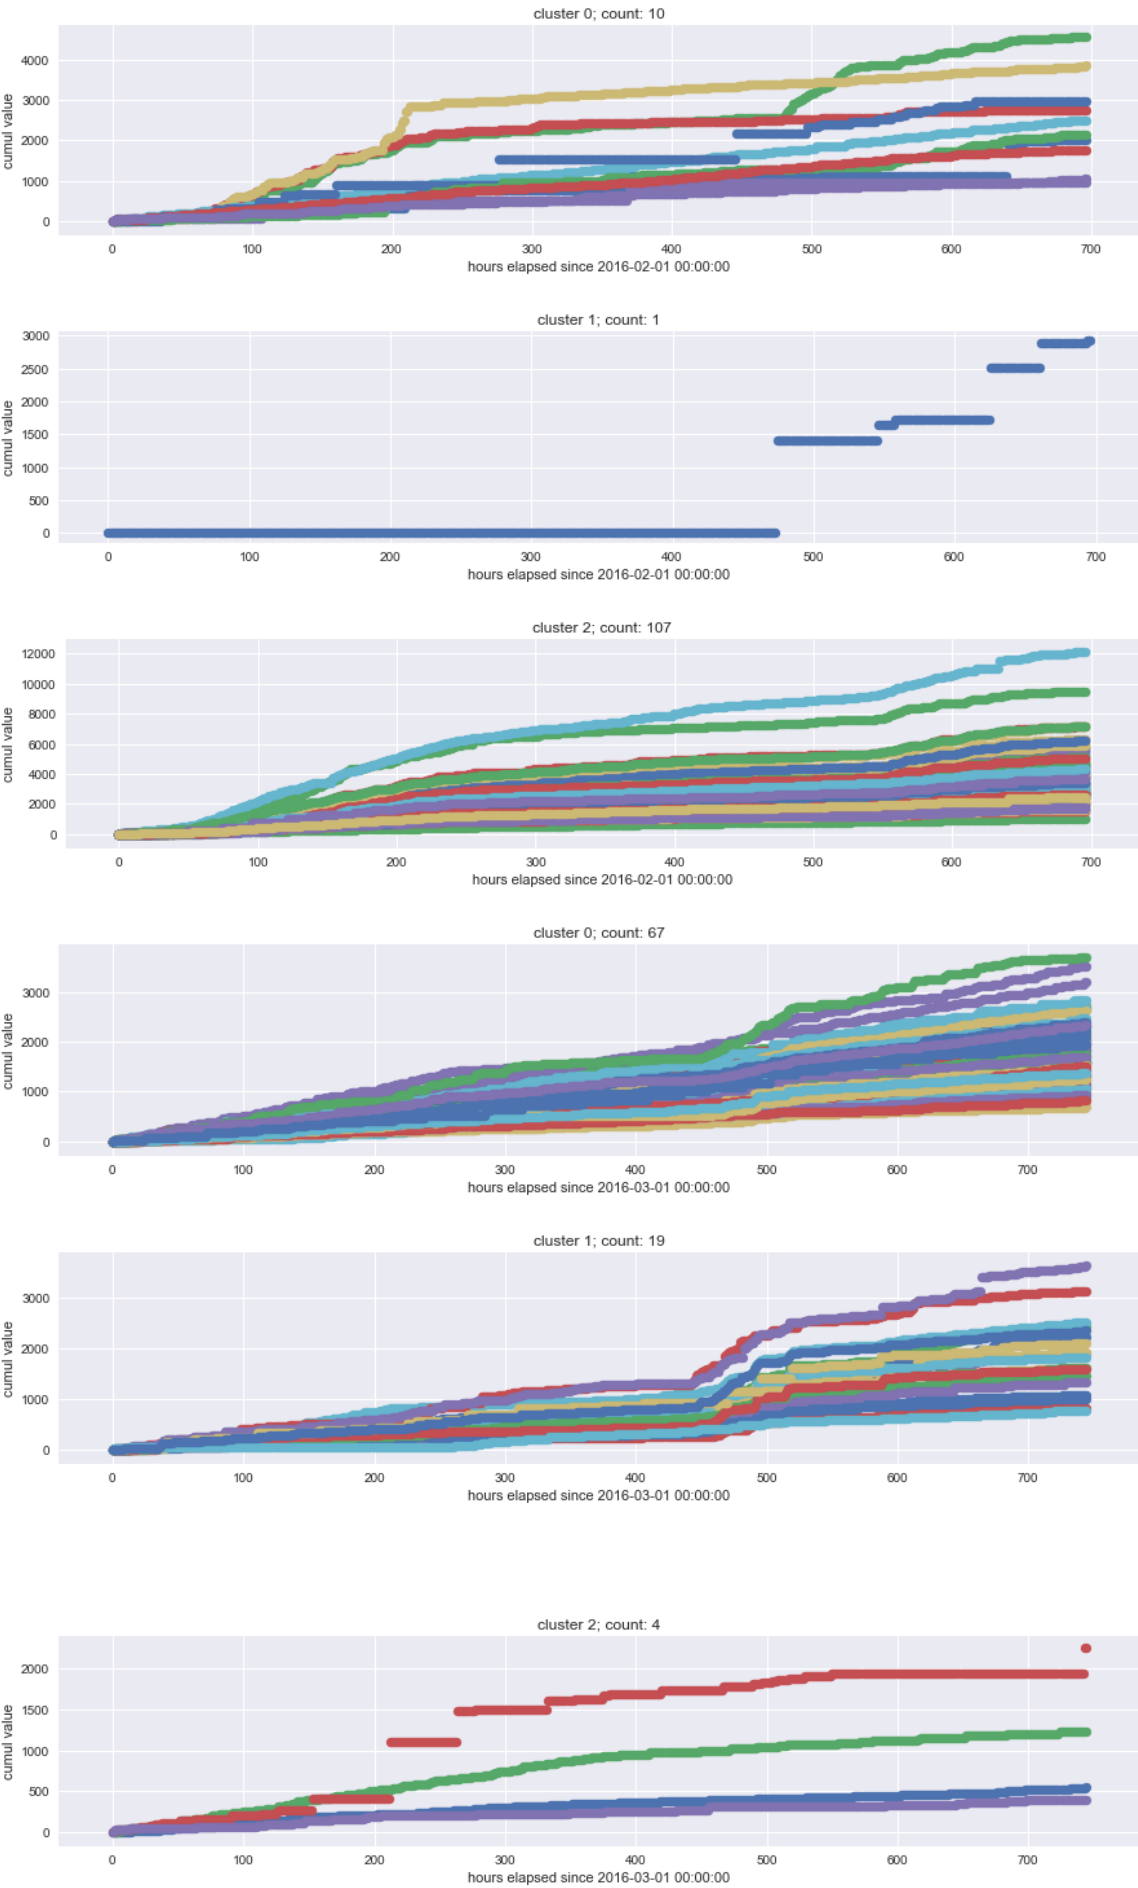 cluster 0; count: 10
cumul value
4000
3000
2000
1000
0
0 100 200 300 400 500 600 700
hours elapsed since 2016-02-01 00:00:00
cluster 1; count: 1
cumul value
3000
2500
2000
1500
1000
500
0
0 100 200 300 400 500 600 700
hours elapsed since 2016-02-01 00:00:00
cluster 2; count: 107
cumul value
12000
10000
8000
6000
4000
2000
0
0 100 200 300 400 500 600 700
hours elapsed since 2016-02-01 00:00:00
cluster 0; count: 67
cumul value
3000
2000
1000
0
0 100 200 300 400 500 600 700
hours elapsed since 2016-03-01 00:00:00
cluster 1; count: 19
cumul value
3000
2000
1000
0
0 100 200 300 400 500 600 700
hours elapsed since 2016-03-01 00:00:00
cluster 2; count: 4
cumul value
2000
1500
1000
500
0
0 100 200 300 400 500 600 700
hours elapsed since 2016-03-01 00:00:00